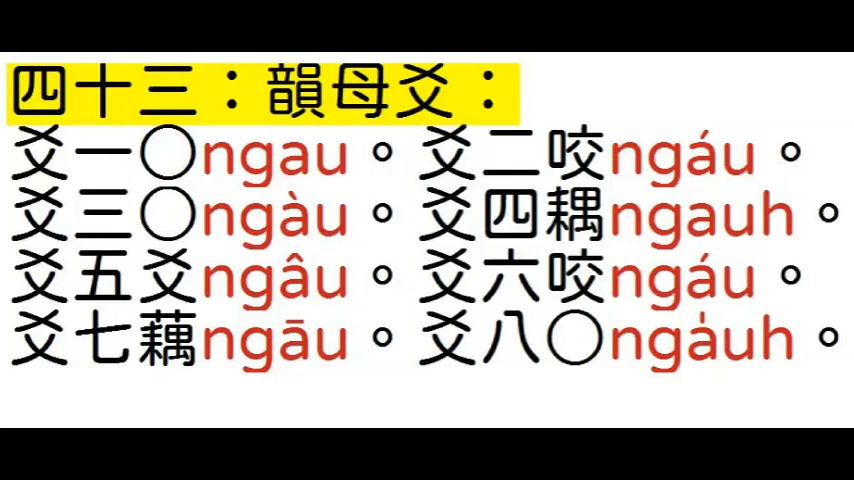 四十三：韻母爻：
爻一〇ngau。爻二咬ngáu。
爻三〇ngàu。爻四耦ngauh。
爻五爻ngâu。爻六咬ngáu。
爻七藕ngāu。爻八〇nga̍uh。